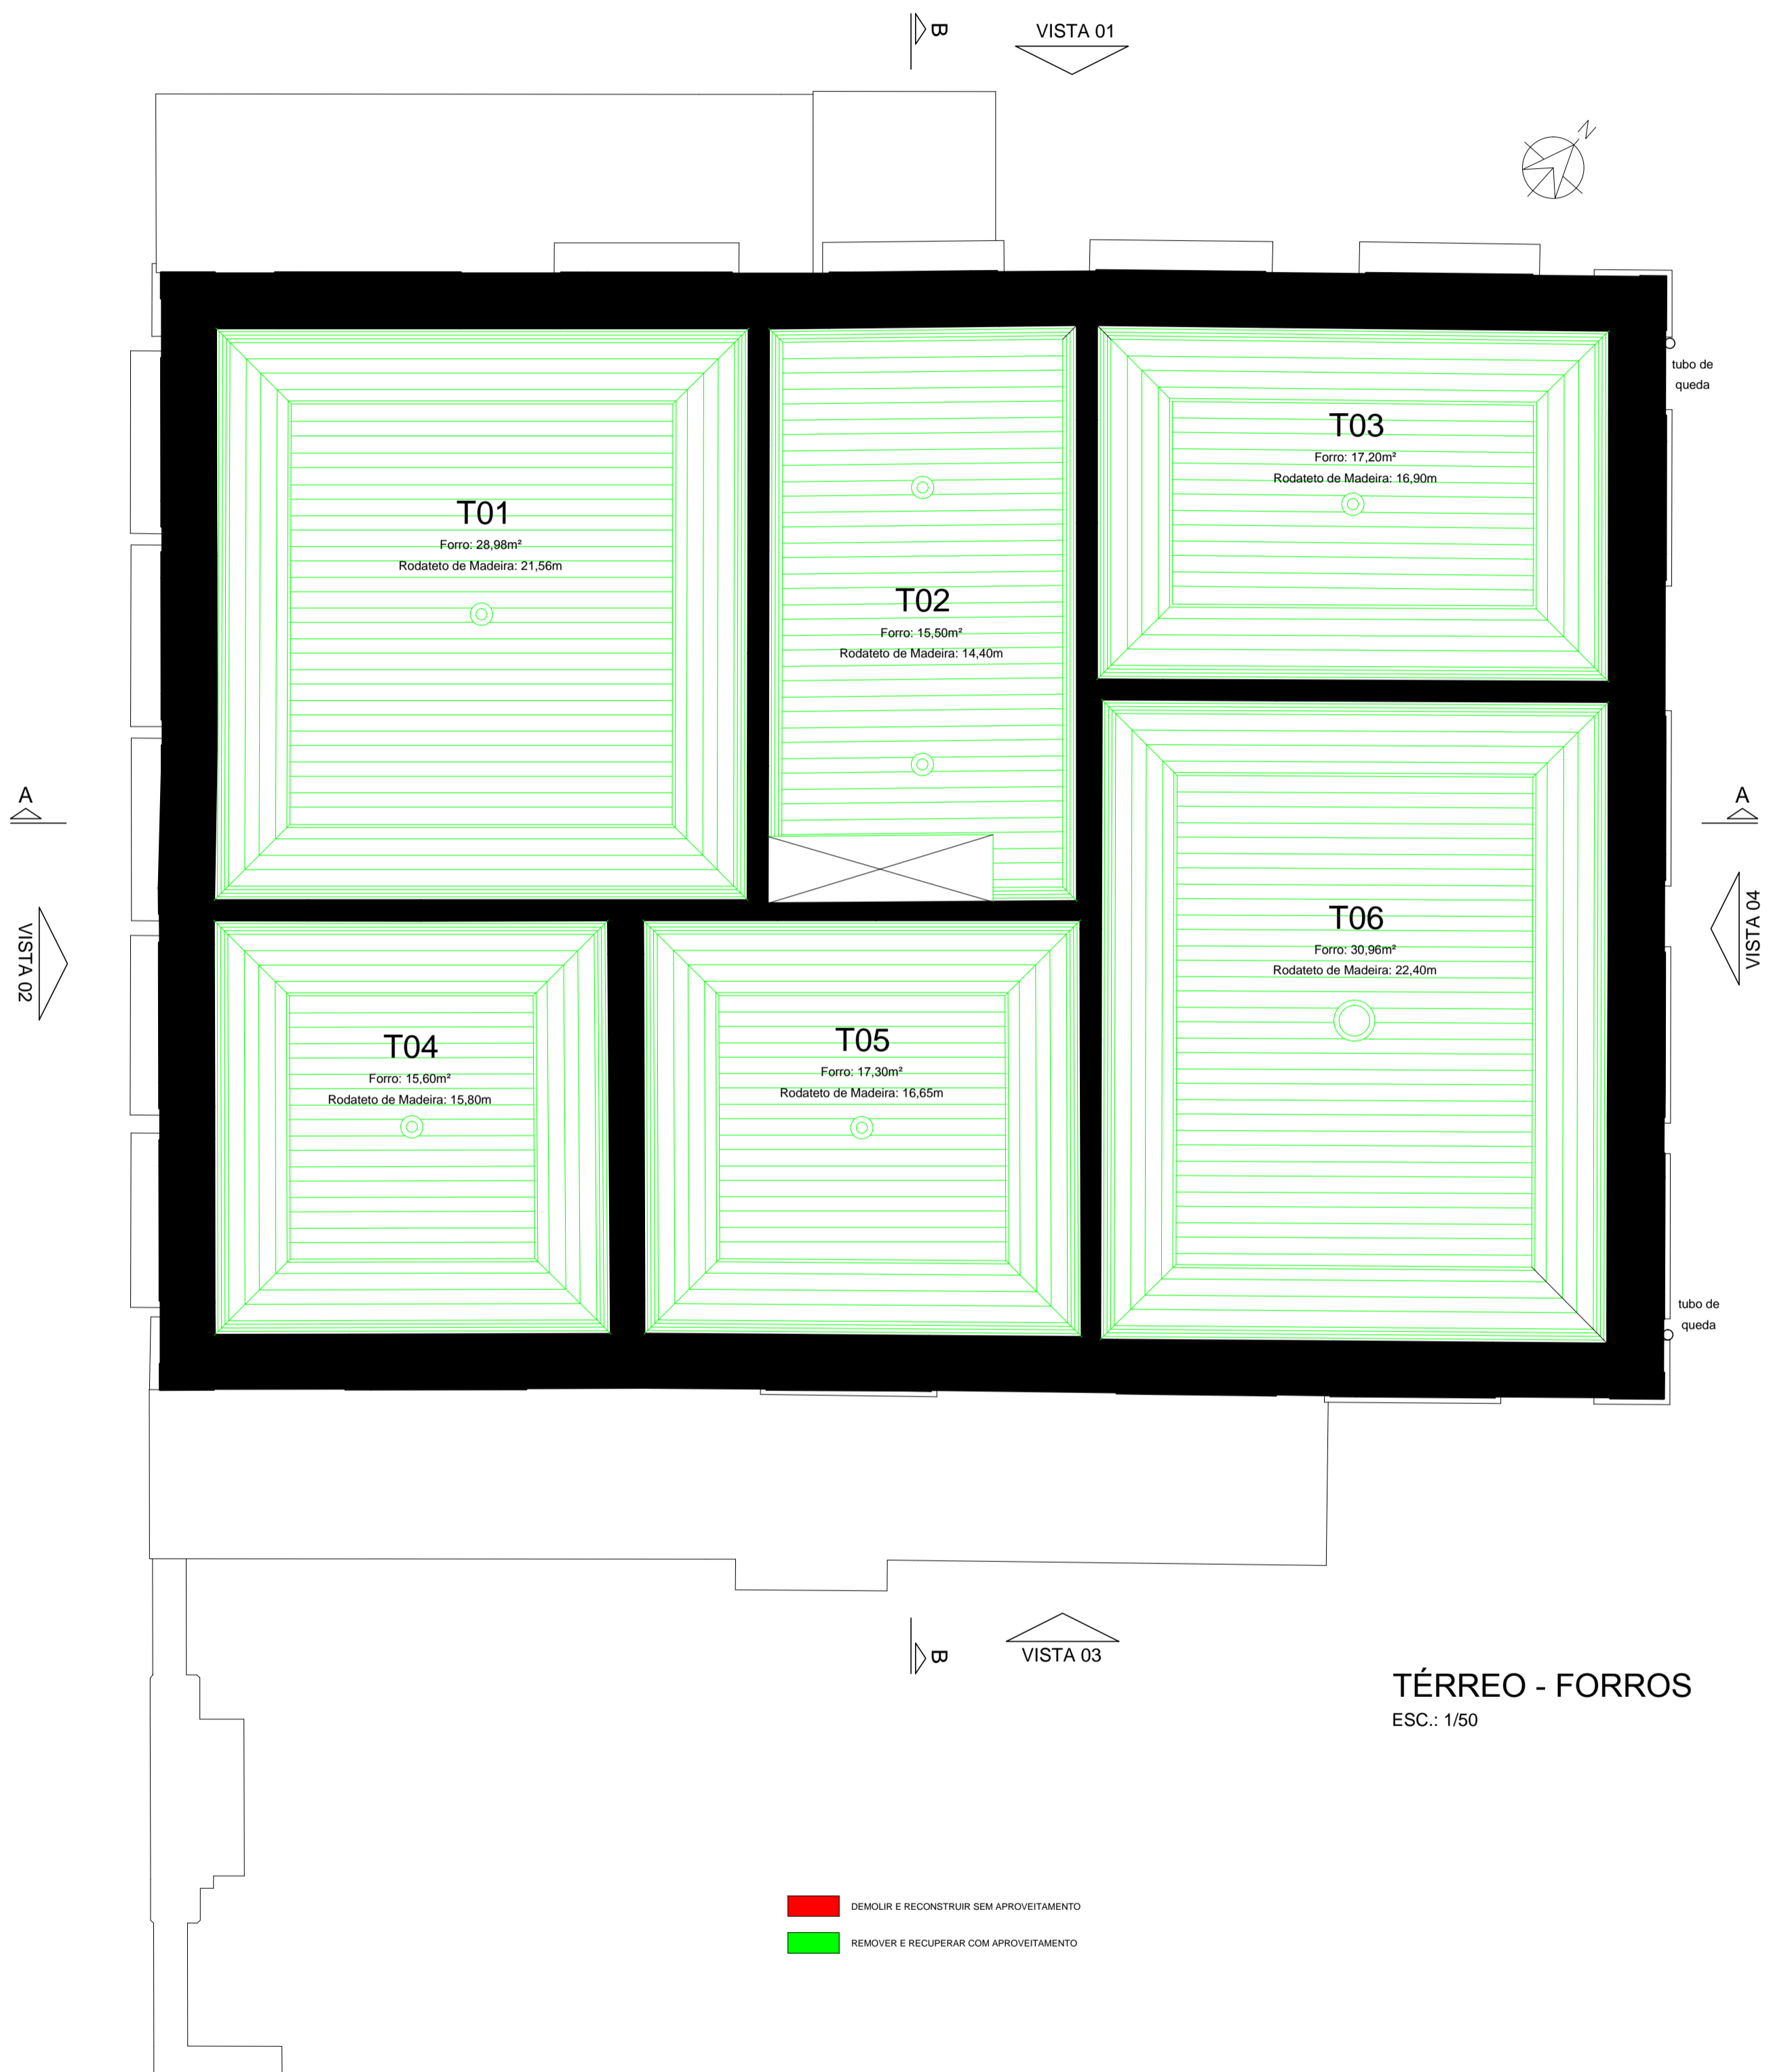 B
VISTA 01
N
tubo de
queda
T03
Forro: 17,20m²
Rodateto de Madeira: 16,90m
T01
Forro: 28,98m²
Rodateto de Madeira: 21,56m
T02
Forro: 15,50m²
Rodateto de Madeira: 14,40m
A
A
VISTA 02
VISTA 04
T06
Forro: 30,96m²
Rodateto de Madeira: 22,40m
T04
Forro: 15,60m²
Rodateto de Madeira: 15,80m
T05
Forro: 17,30m²
Rodateto de Madeira: 16,65m
tubo de
queda
B
VISTA 03
TÉRREO - FORROS
ESC.: 1/50
DEMOLIR E RECONSTRUIR SEM APROVEITAMENTO
REMOVER E RECUPERAR COM APROVEITAMENTO